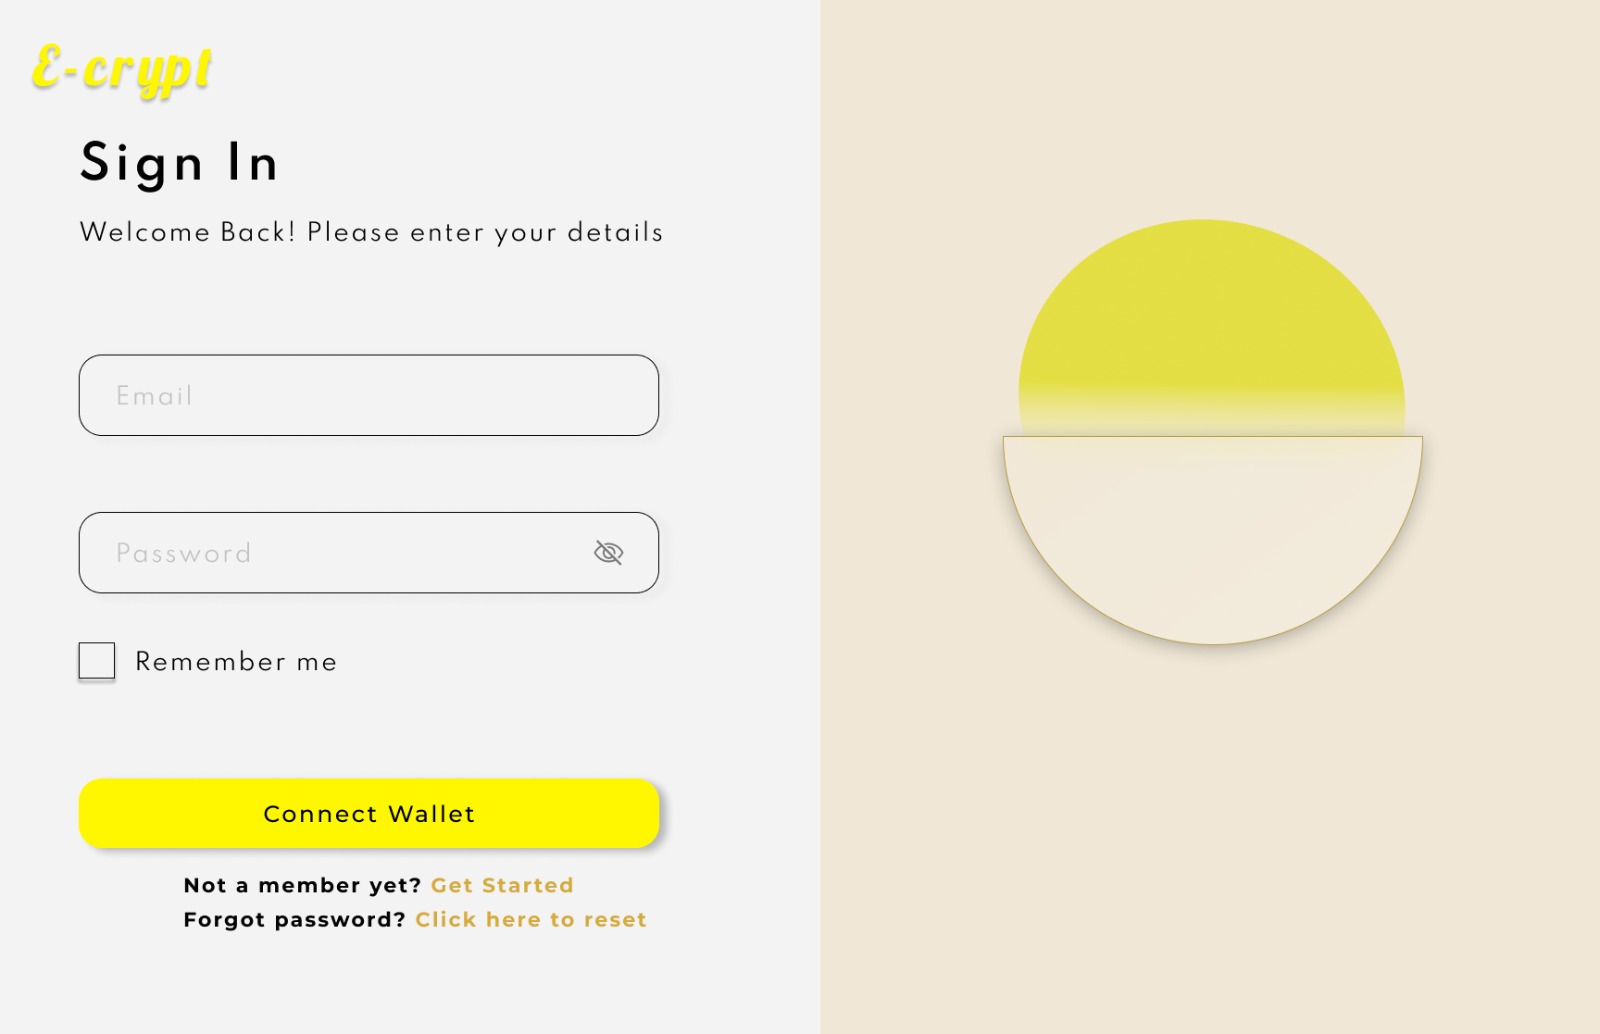 E-crypt
Sign In
Welcome Back! Please enter your details
Email
Password
Remember me
Connect Wallet
Not a member yet? Get Started
Forgot password? Click here to reset